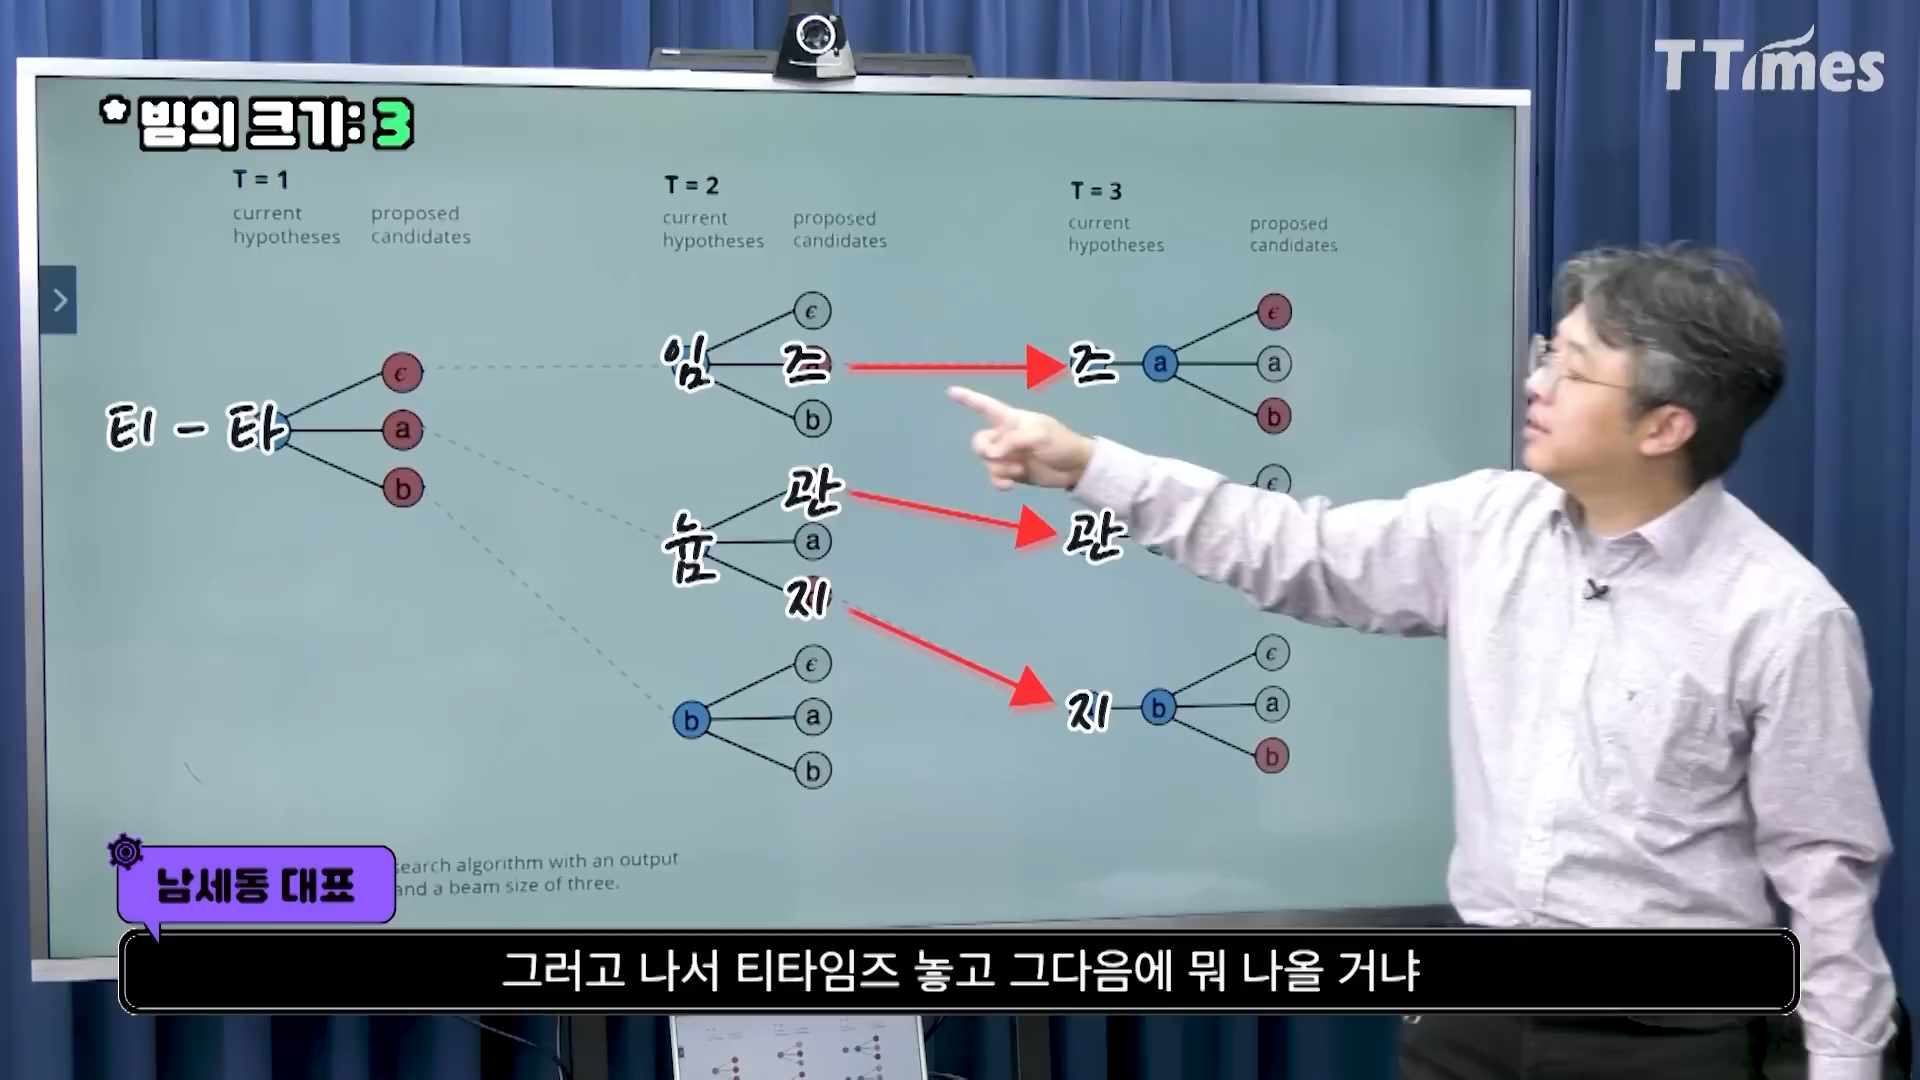 TTimes
* 빔의 크기: 3
T = 1
current hypotheses
proposed candidates
T = 2
current hypotheses
proposed candidates
T = 3
current hypotheses
proposed candidates
티 - 타
ϵ
a
b
임
ϵ
즈
b
늄
관
a
지
b
ϵ
a
b
즈
a
ϵ
a
b
관
ϵ
지
b
ϵ
a
b
search algorithm with an output
and a beam size of three.
남세동 대표
그러고 나서 티타임즈 놓고 그다음에 뭐 나올 거냐